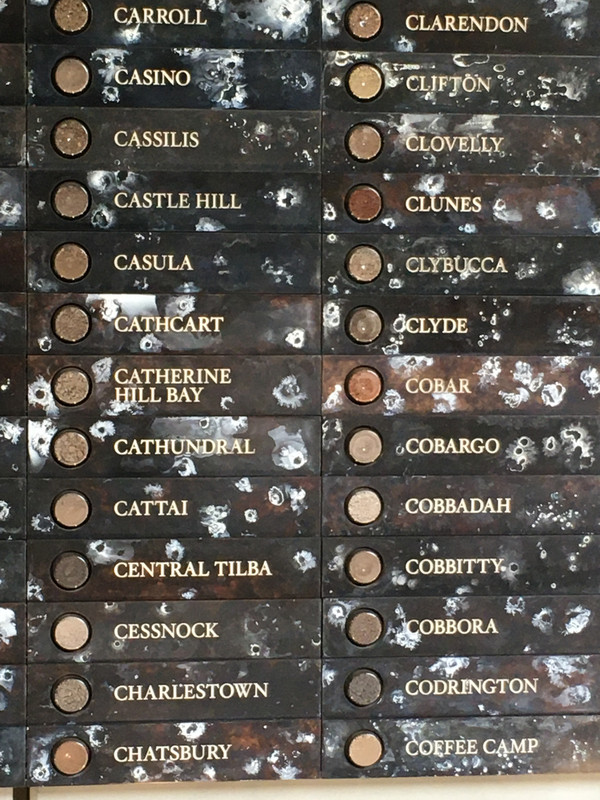 CARROLL
CASINO
CASSILIS
CASTLE HILL
CASULA
CATHCART
CATHERINE
HILL BAY
CATHUNDRAL
CATTAI
CENTRAL TILBA
CESSNOCK
CHARLESTOWN
CHATSBURY
CLARENDON
CLIFTON
CLOVELLY
CLUNES
CLYBUCCA
CLYDE
COBAR
COBARGO
COBBADAH
COBBITTY
COBBORA
CODRINGTON
COFFEE CAMP